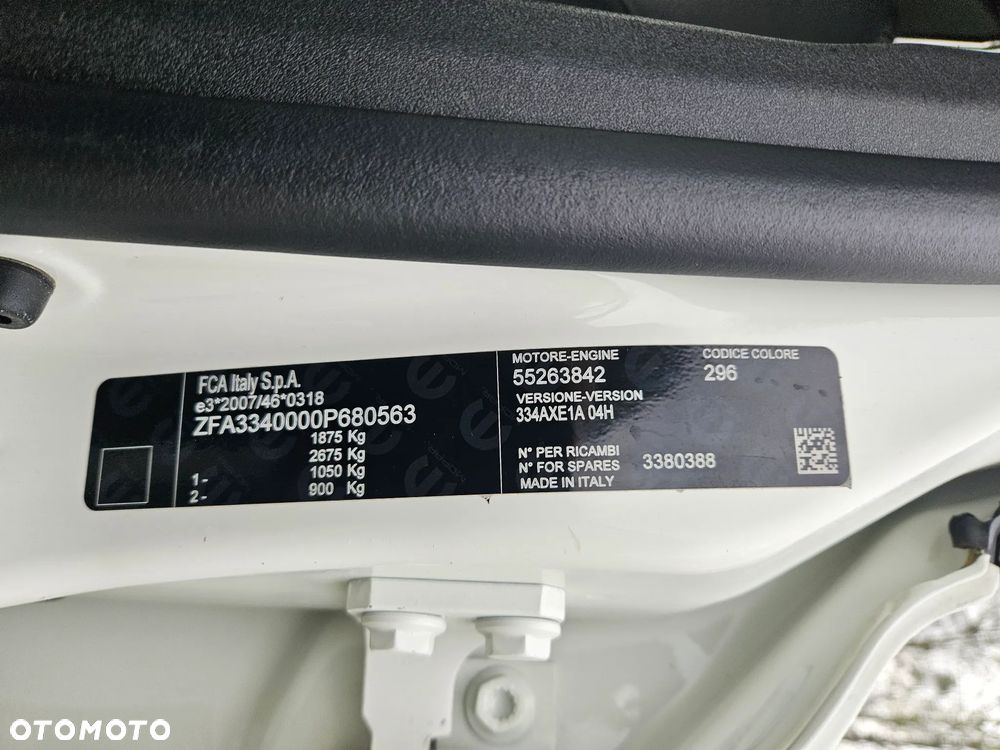 FCA Italy S.p.A.
e3*2007/46*0318
ZFA3340000P680563
1875 Kg
2675 Kg
1 - 1050 Kg
2 - 900 Kg
MOTORE-ENGINE
55263842
CODICE COLORE
296
VERSIONE-VERSION
334AXE1A 04H
N° PER RICAMBI
N° FOR SPARES 3380388
MADE IN ITALY
OTOMOTO